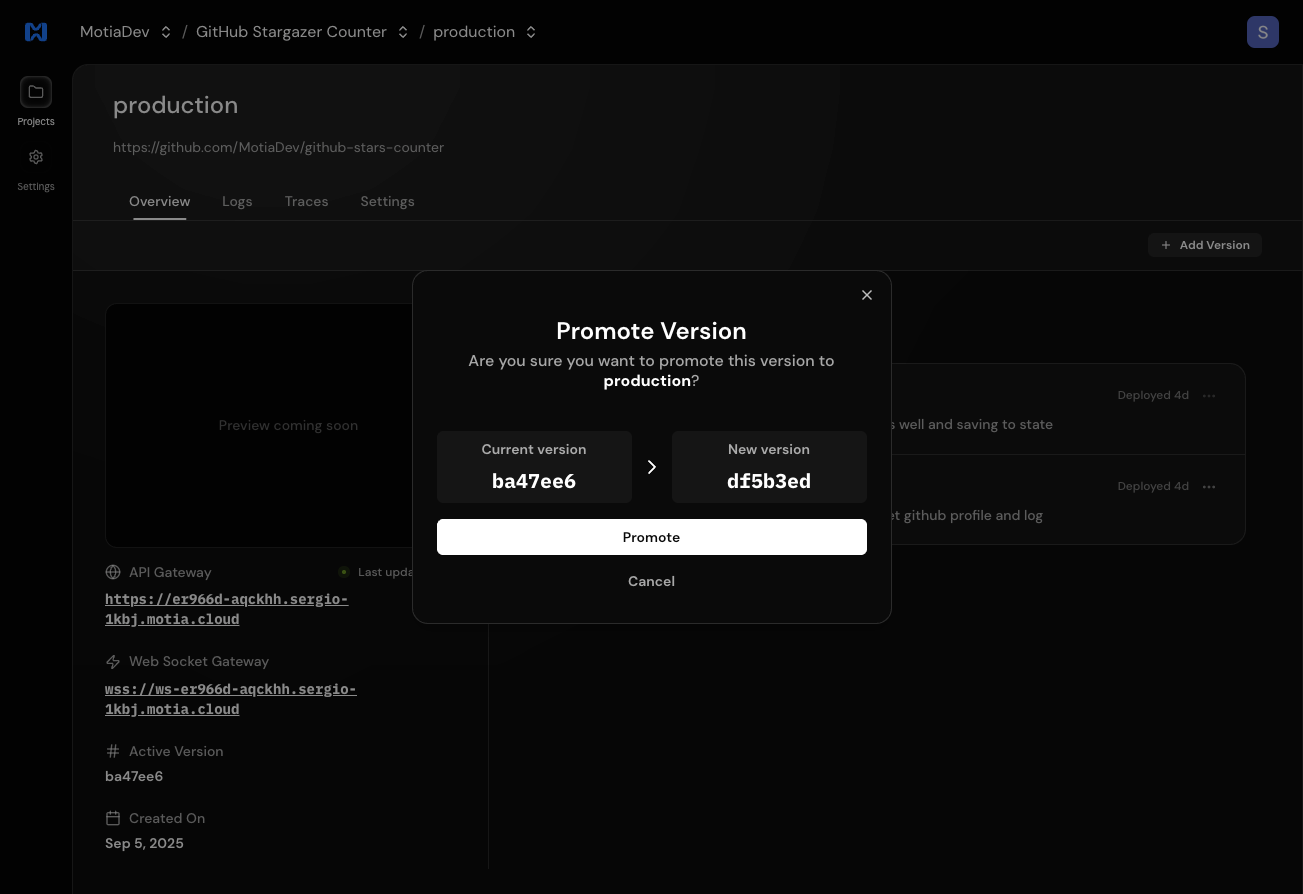 MotiaDev / GitHub Stargazer Counter / production
S
Projects
Settings
production
https://github.com/MotiaDev/github-stars-counter
Overview Logs Traces Settings
+ Add Version
Promote Version
Are you sure you want to promote this version to
production?
Current version
ba47ee6
New version
df5b3ed
Promote
Cancel
Preview coming soon
Deployed 4d ...
well and saving to state
Deployed 4d ...
github profile and log
API Gateway
Last
https://er966d-aqckhh.sergio-
1kbj.motia.cloud
Web Socket Gateway
wss://ws-er966d-aqckhh.sergio-
1kbj.motia.cloud
# Active Version
ba47ee6
Created On
Sep 5, 2025